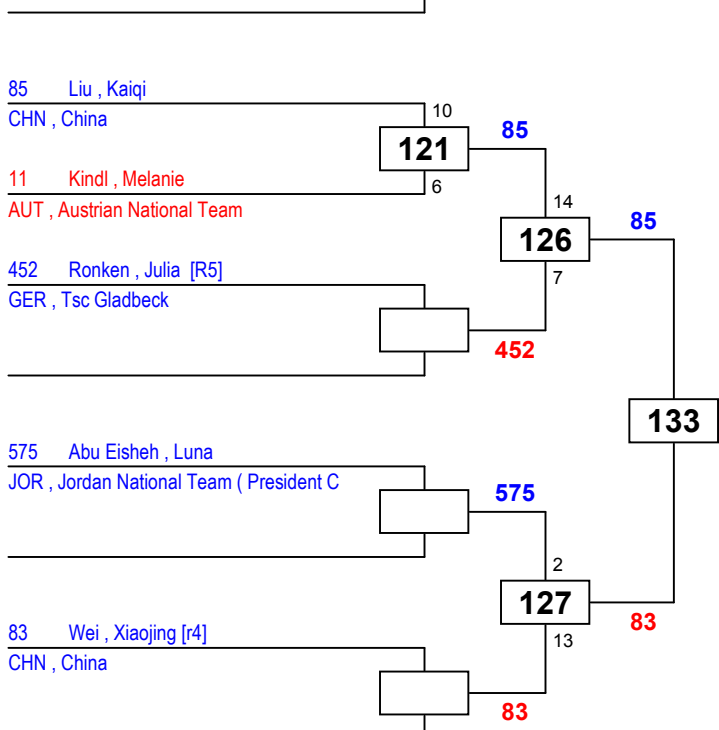 85 Liu , Kaiqi
CHN , China
10
121
85
11 Kindl , Melanie
6
AUT , Austrian National Team
14
126
85
452 Ronken , Julia [R5]
7
GER , Tsc Gladbeck
452
133
575 Abu Eisheh , Luna
JOR , Jordan National Team ( President C
575
2
127
83
83 Wei , Xiaojing [r4]
13
CHN , China
83